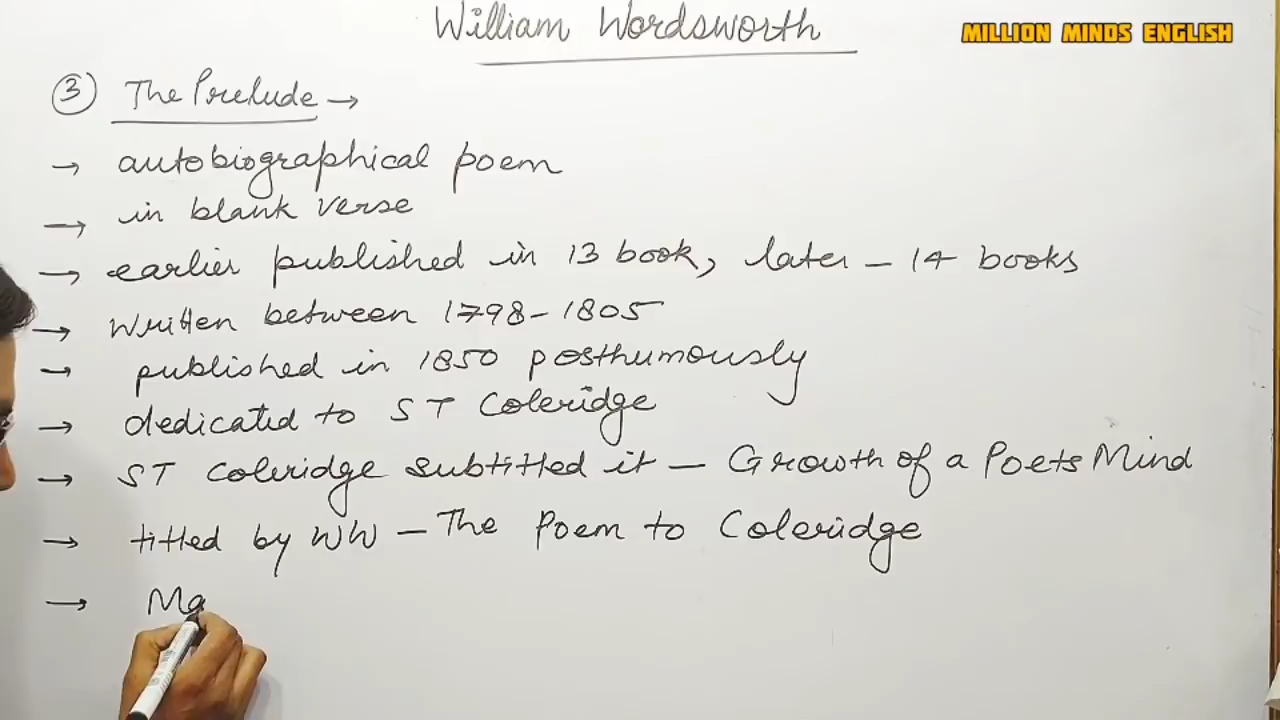 William Wordsworth
MILLION MINDS ENGLISH
③ The Prelude →
→ autobiographical poem
→ in blank verse
→ earlier published in 13 book, later - 14 books
→ Written between 1798-1805
→ published in 1850 posthumously
→ dedicated to S T Coleridge
→ ST Coleridge subtitled it - Growth of a Poets Mind
→ titled by WW - The Poem to Coleridge
→ Ma